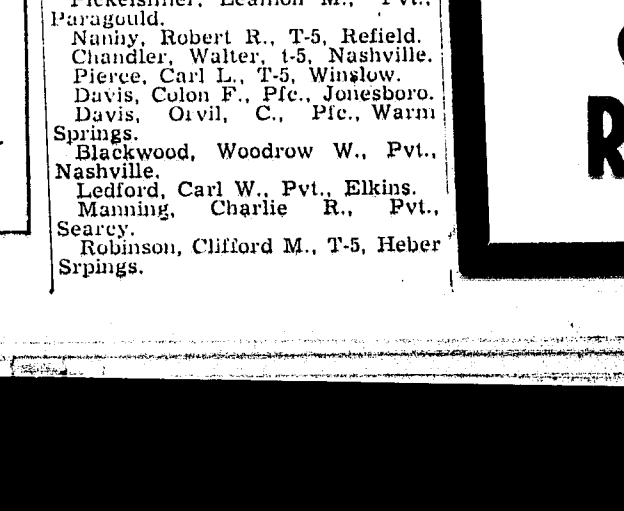 M., Pvt.,
Paragould.
Nanny, Robert R., T-5, Refield.
Chandler, Walter, t-5, Nashville.
Pierce, Carl L., T-5, Winslow.
Davis, Colon F., Pfc., Jonesboro.
Davis, Orvil, C., Pfc., Warm
Springs.
Blackwood, Woodrow W., Pvt.,
Nashville.
Ledford, Carl W., Pvt., Elkins.
Manning, Charlie R., Pvt.,
Searcy.
Robinson, Clifford M., T-5, Heber
Srpings.
R